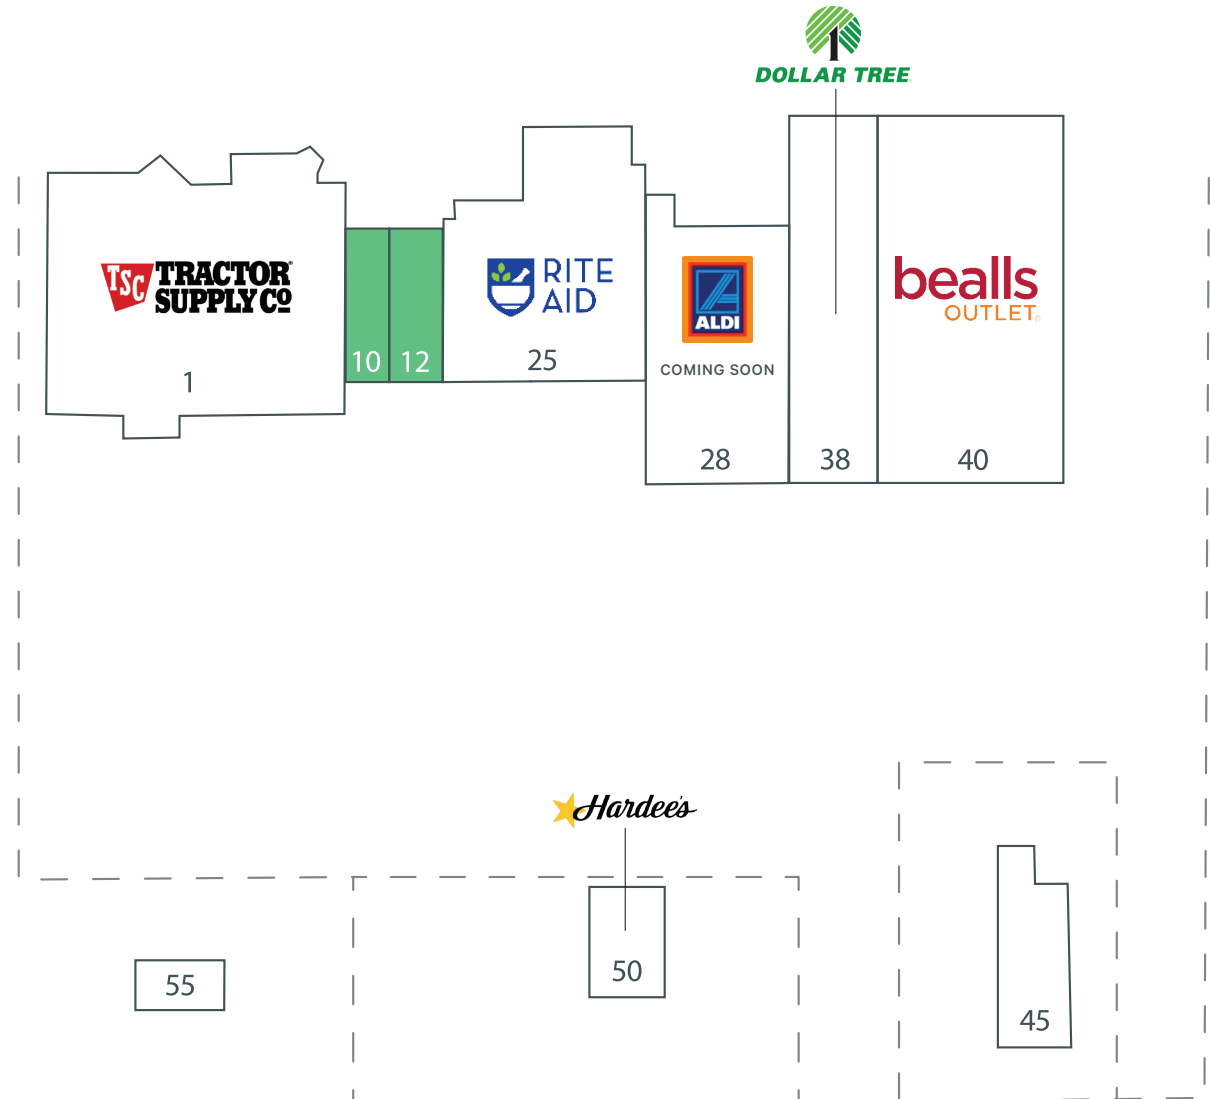 DOLLAR TREE
TSC TRACTOR
SUPPLY CO
1
10
12
RITE
AID
25
ALDI
COMING SOON
28
38
bealls
OUTLET®
40
Hardee's
55
50
45